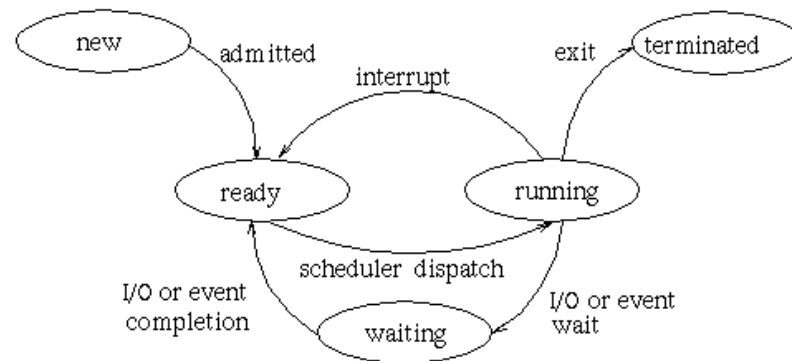 new
terminated
admitted
exit
interrupt
ready
running
scheduler dispatch
I/O or event
completion
waiting
I/O or event
wait